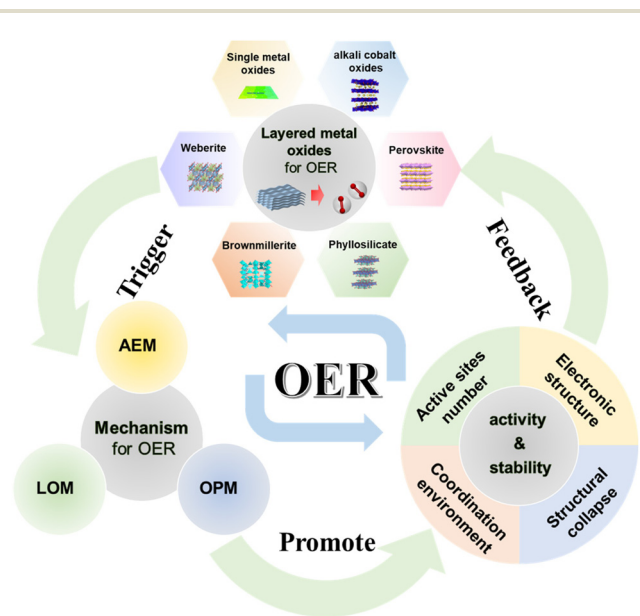 Single metal
oxides
alkali cobalt
oxides
Weberite
Layered metal
oxides
for OER
Perovskite
Brownmillerite
Phyllosilicate
Trigger
Feedback
AEM
Mechanism
for OER
LOM
OPM
OER
Active sites
number
Electronic
structure
activity
&
stability
Coordination
environment
Structural
collapse
Promote